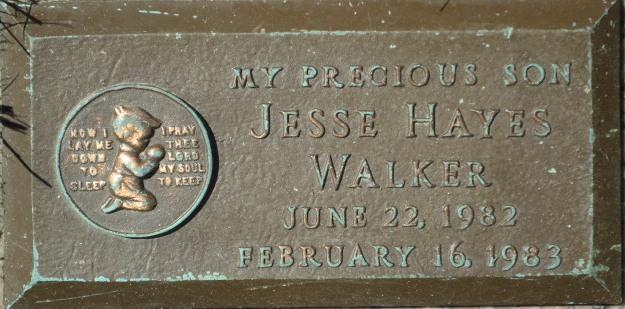 NOW I
LAY ME
DOWN
TO
SLEEP
I PRAY
THEE
LORD
MY SOUL
TO KEEP
MY PRECIOUS SON
JESSE HAYES
WALKER
JUNE 22, 1982
FEBRUARY 16, 1983